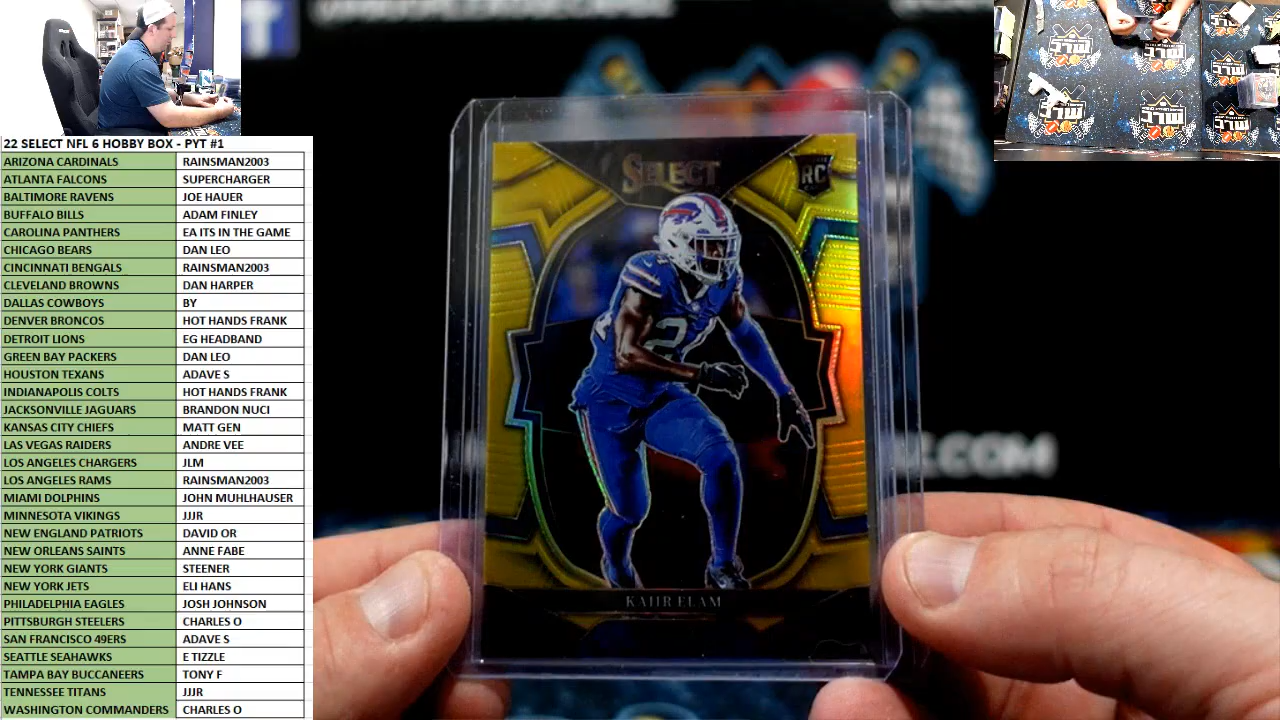 22 SELECT NFL 6 HOBBY BOX - PYT #1
ARIZONA CARDINALS RAINSMAN2003
ATLANTA FALCONS SUPERCHARGER
BALTIMORE RAVENS JOE HAUER
BUFFALO BILLS ADAM FINLEY
CAROLINA PANTHERS EA ITS IN THE GAME
CHICAGO BEARS DAN LEO
CINCINNATI BENGALS RAINSMAN2003
CLEVELAND BROWNS DAN HARPER
DALLAS COWBOYS BY
DENVER BRONCOS HOT HANDS FRANK
DETROIT LIONS EG HEADBAND
GREEN BAY PACKERS DAN LEO
HOUSTON TEXANS ADAVE S
INDIANAPOLIS COLTS HOT HANDS FRANK
JACKSONVILLE JAGUARS BRANDON NUCI
KANSAS CITY CHIEFS MATT GEN
LAS VEGAS RAIDERS ANDRE VEE
LOS ANGELES CHARGERS JLM
LOS ANGELES RAMS RAINSMAN2003
MIAMI DOLPHINS JOHN MUHLHAUSER
MINNESOTA VIKINGS JJJR
NEW ENGLAND PATRIOTS DAVID OR
NEW ORLEANS SAINTS ANNE FABE
NEW YORK GIANTS STEENER
NEW YORK JETS ELI HANS
PHILADELPHIA EAGLES JOSH JOHNSON
PITTSBURGH STEELERS CHARLES O
SAN FRANCISCO 49ERS ADAVE S
SEATTLE SEAHAWKS E TIZZLE
TAMPA BAY BUCCANEERS TONY F
TENNESSEE TITANS JJJR
WASHINGTON COMMANDERS CHARLES O
SELECT
RC
2
KAIIR ELAM
.COM